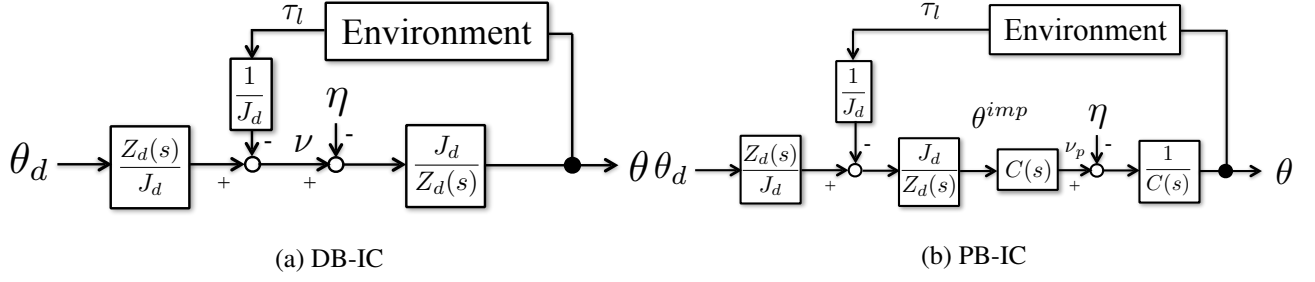 τ_l
Environment
1
J_d
-
η
-
θ_d
Z_d(s)
J_d
+
ν
+
J_d
Z_d(s)
θ
(a) DB-IC
τ_l
Environment
1
J_d
-
θ^{imp}
η
-
θ_d
Z_d(s)
J_d
+
J_d
Z_d(s)
C(s)
ν_p
+
1
C(s)
θ
(b) PB-IC